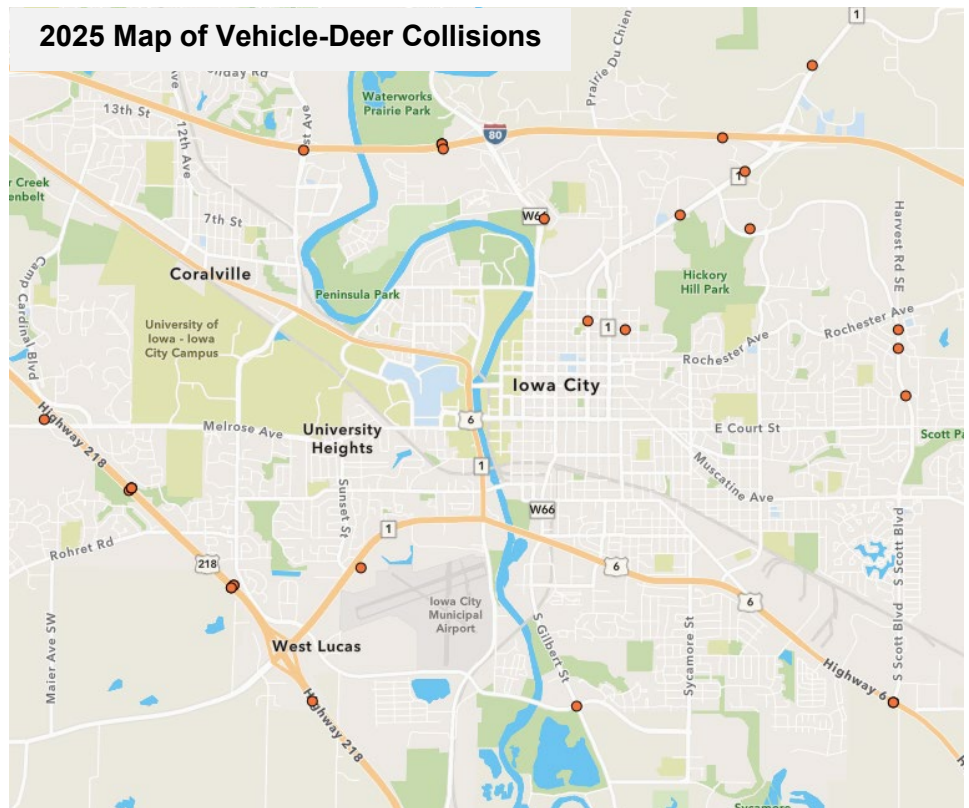 2025 Map of Vehicle-Deer Collisions
1
Prairie Du Chien
Waterworks
Prairie Park
13th St
12th Ave
80
1
7th St
Coralville
Peninsula Park
Hickory
Hill Park
Harvest Rd SE
Camp Cardinal Blvd
University of
Iowa - Iowa
City Campus
1
Rochester Ave
Rochester Ave
Iowa City
6
Highway 218
Melrose Ave
University
Heights
E Court St
1
Muscatine Ave
Sunset St
W66
1
Rohret Rd
218
6
6
S Scott Blvd
S Scott Blvd
Iowa City
Municipal
Airport
S Gilbert St
Sycamore St
West Lucas
Maier Ave SW
Highway 6
Highway 218
Sycamore